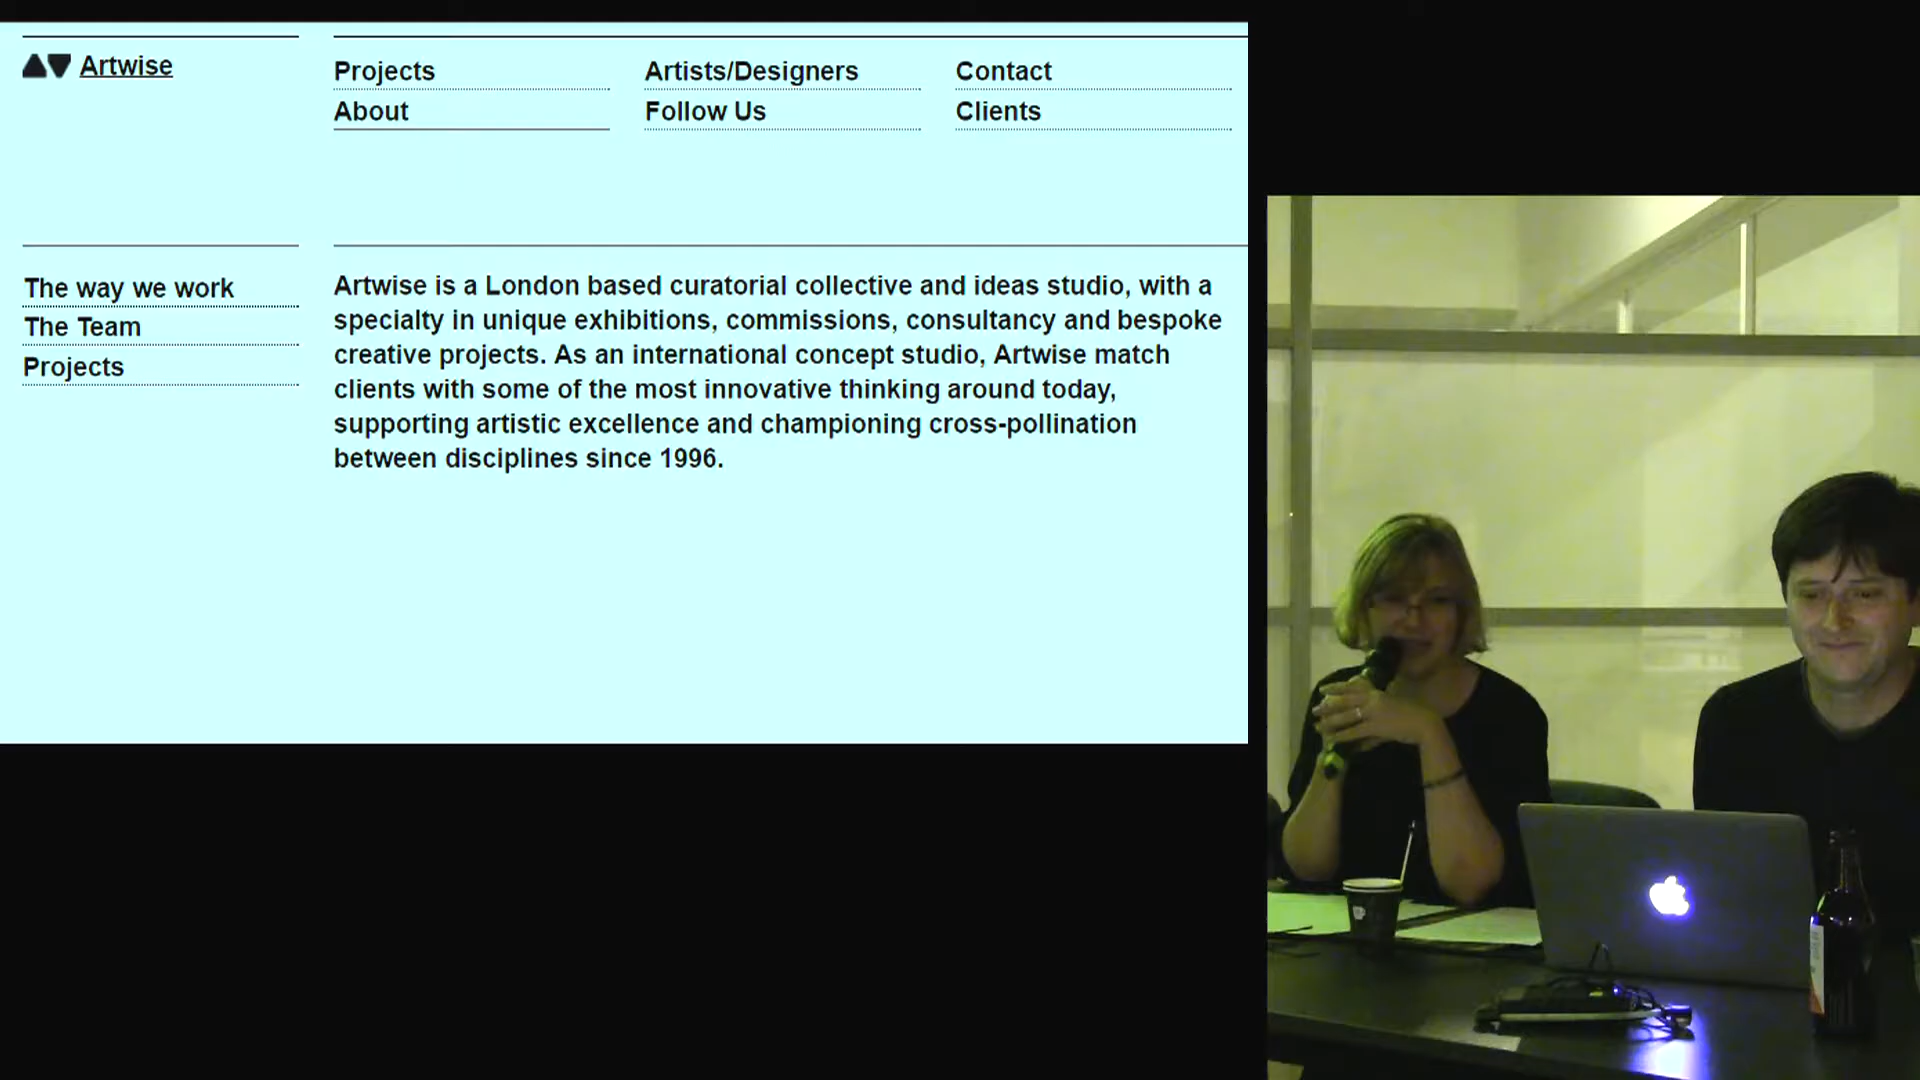 Artwise
Projects
Artists/Designers
Contact
About
Follow Us
Clients
The way we work
The Team
Projects
Artwise is a London based curatorial collective and ideas studio, with a
specialty in unique exhibitions, commissions, consultancy and bespoke
creative projects. As an international concept studio, Artwise match
clients with some of the most innovative thinking around today,
supporting artistic excellence and championing cross-pollination
between disciplines since 1996.